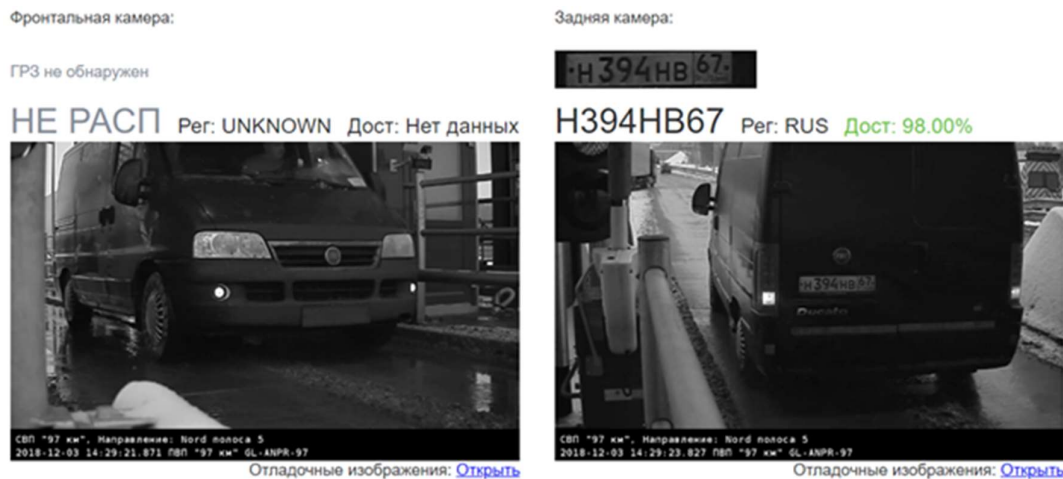 Фронтальная камера:
ГРЗ не обнаружен
НЕ РАСП Рег: UNKNOWN Дост: Нет данных
СВП "97 км", Направление: Nord полоса 5
2018-12-03 14:29:21.871 ПВП "97 км" GL-ANPR-97
Отладочные изображения: Открыть
Задняя камера:
Н394НВ 67
Н394НВ67 Рег: RUS Дост: 98.00%
Н394НВ 67
Ducato
СВП "97 км", Направление: Nord полоса 5
2018-12-03 14:29:23.827 ПВП "97 км" GL-ANPR-97
Отладочные изображения: Открыть